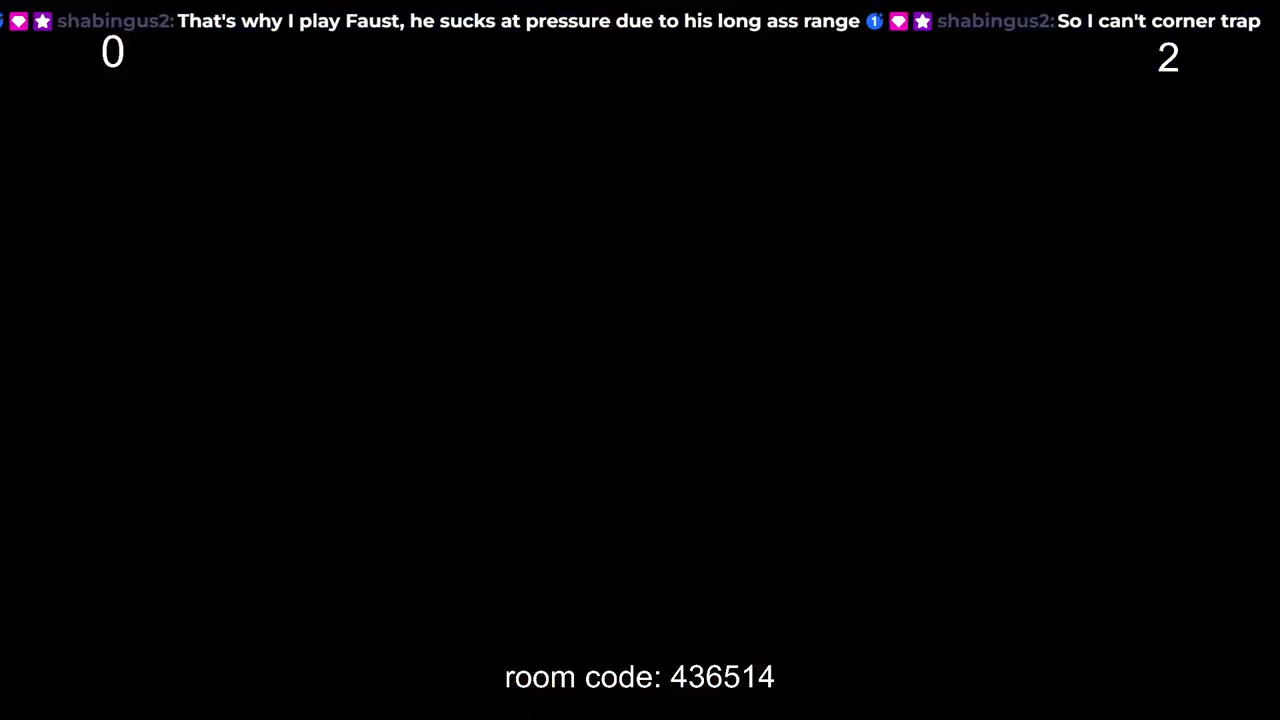 shabingus2: That's why I play Faust, he sucks at pressure due to his long ass range 1 shabingus2: So I can't corner trap
0
2
room code: 436514